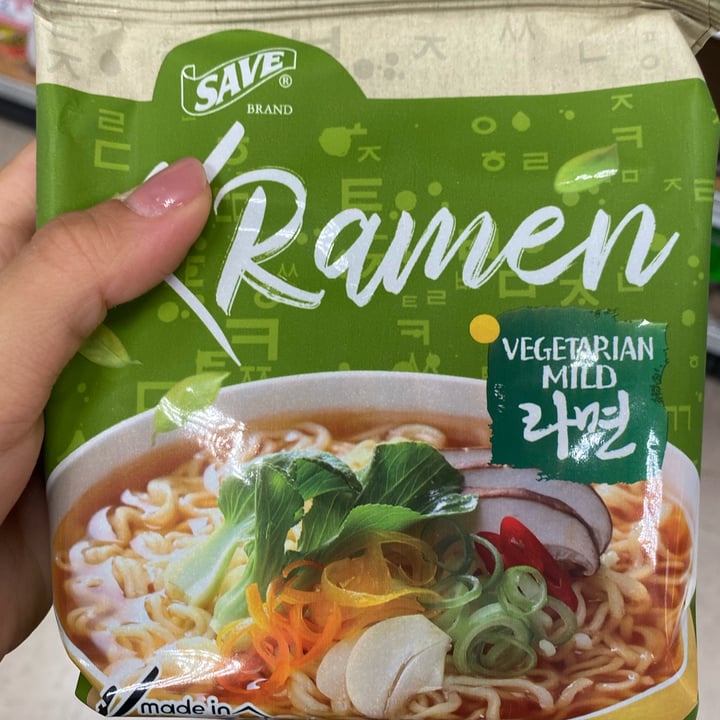 SAVE®
BRAND
Ramen
VEGETARIAN
MILD
라면
made in